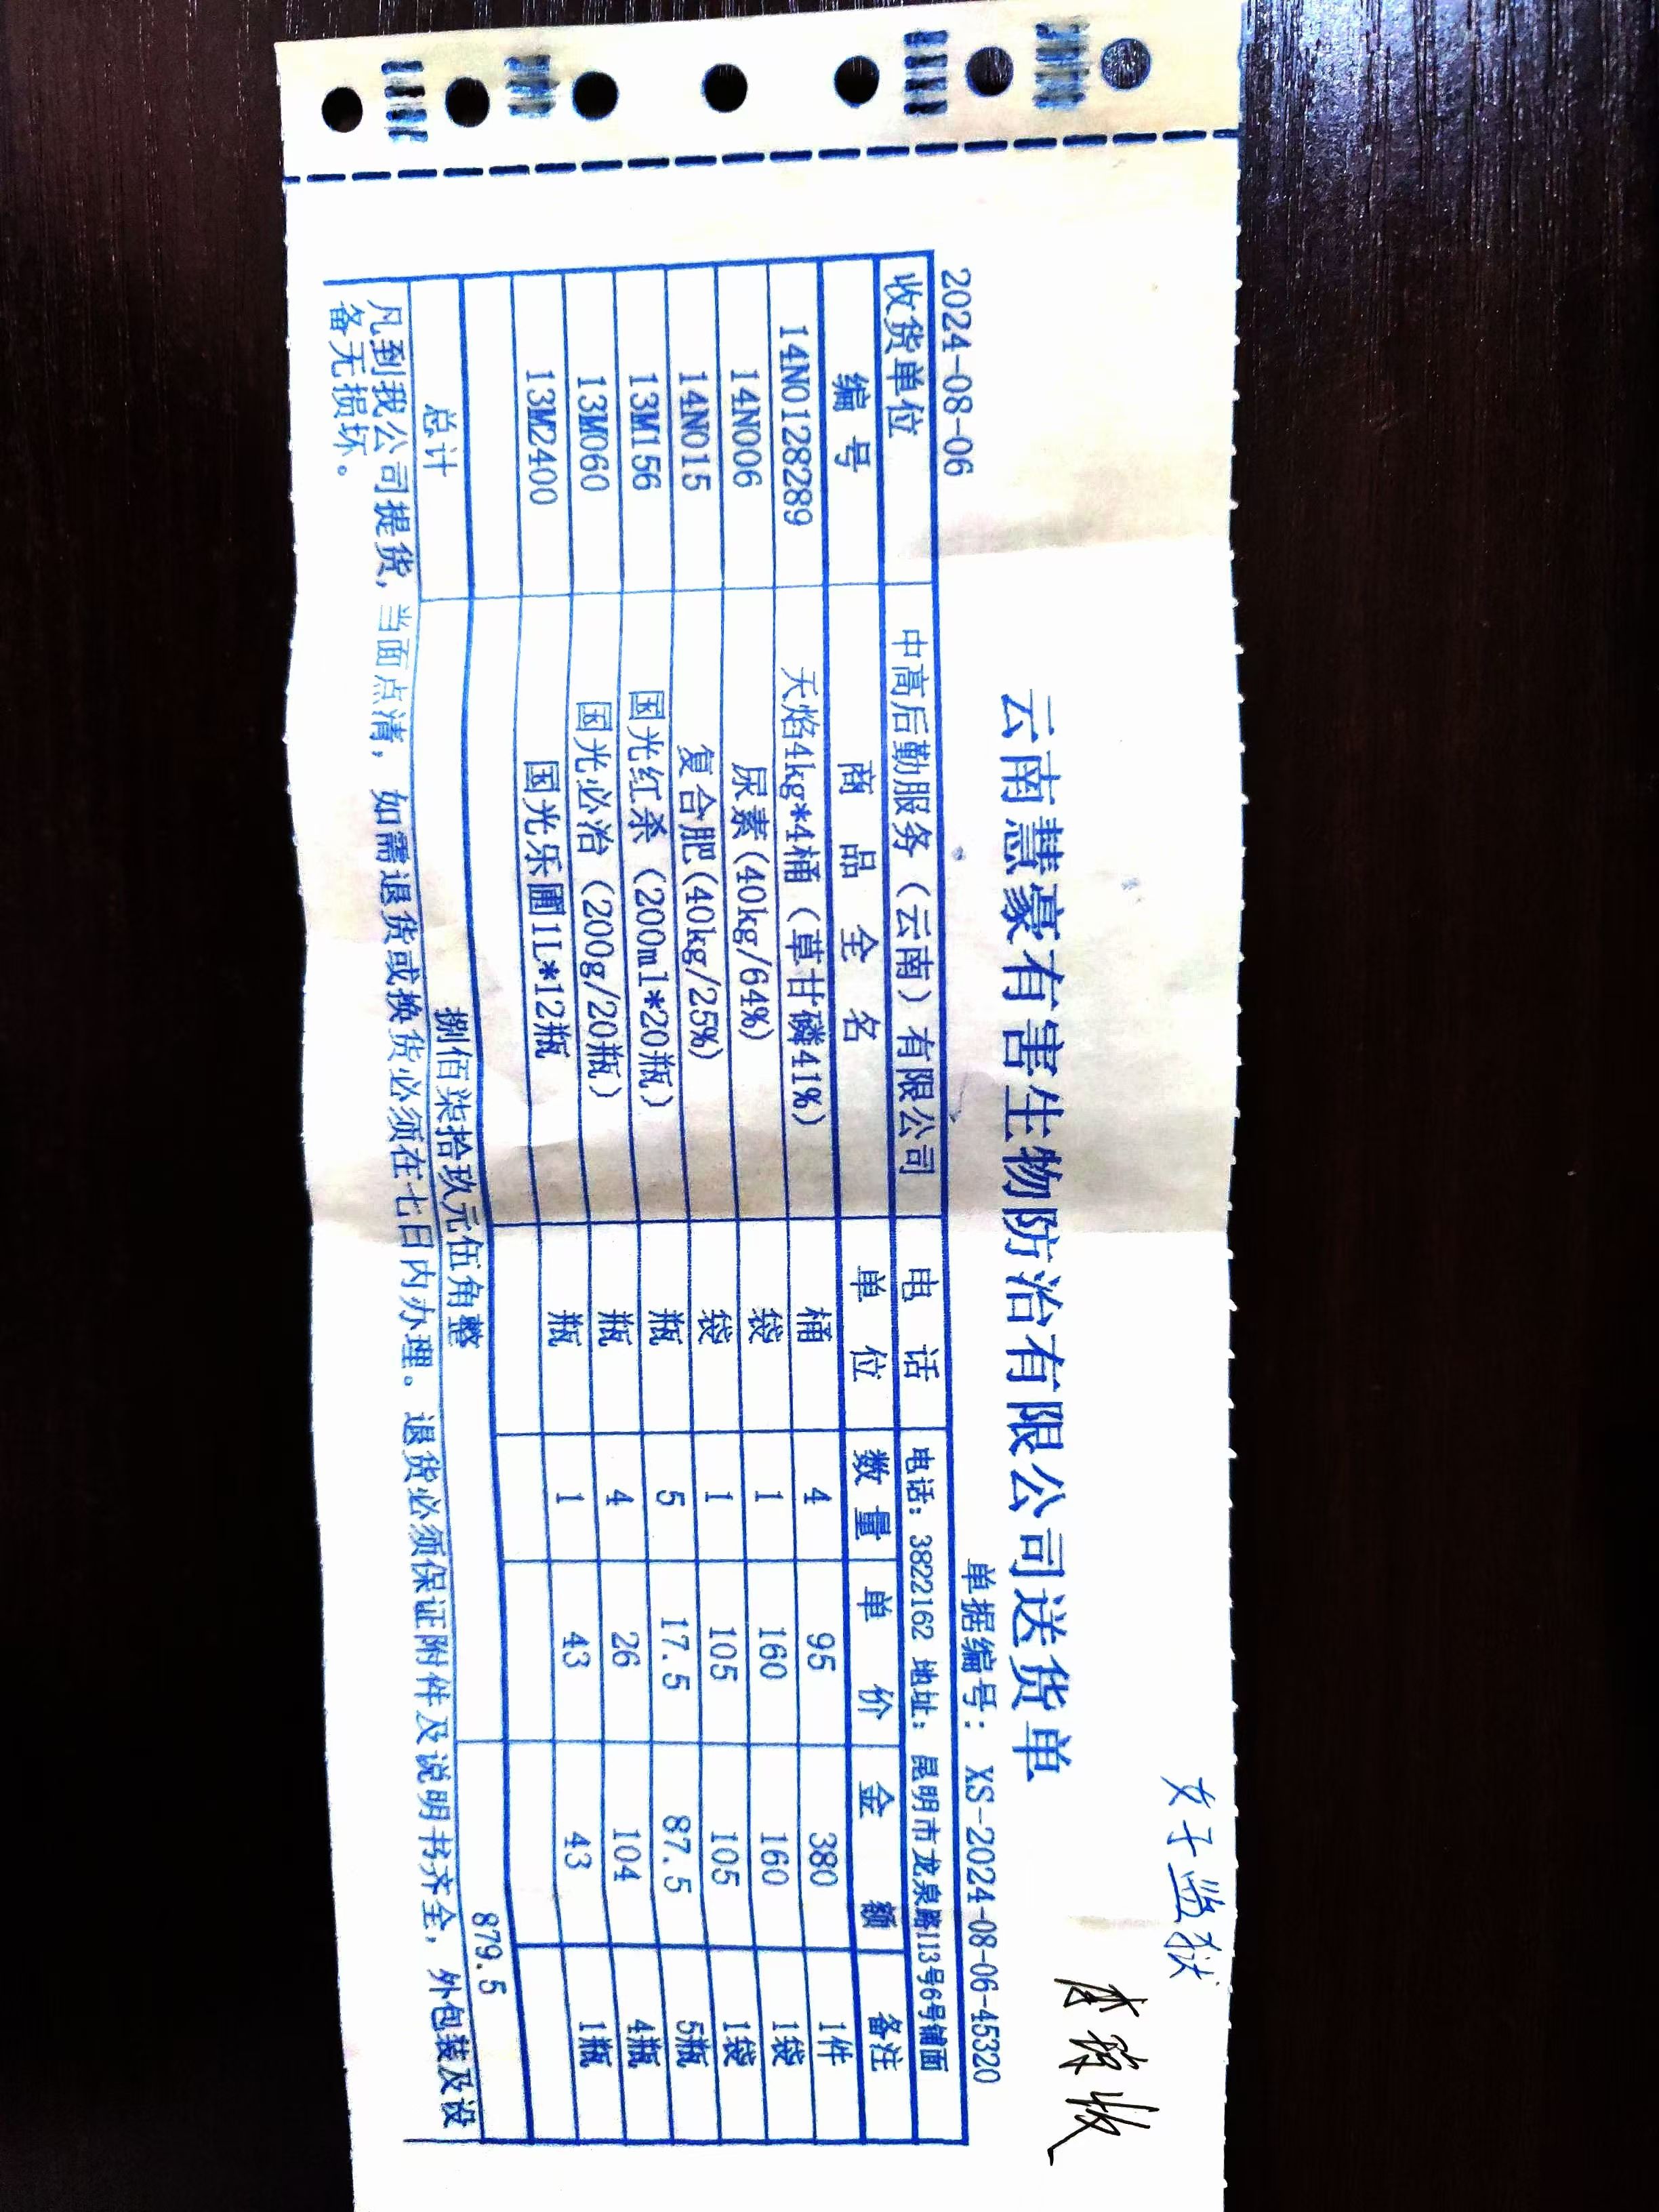 女子监狱
云南慧豪有害生物防治有限公司送货单
2024-08-06 单据编号: XS-2024-08-06-45320
收货单位 中高后勤服务（云南）有限公司 电 话 电话: 3822162 地址: 昆明市龙泉路113号6号铺面
编 号 商 品 全 名 单 位 数量 单 价 金 额 备注
14N0128289 天焰4kg*4桶（草甘磷41%） 桶 4 95 380 1件
14N006 尿素(40kg/64%) 袋 1 160 160 1袋
14N015 复合肥(40kg/25%) 袋 1 105 105 1袋
13M156 国光红杀（200ml*20瓶） 瓶 5 17.5 87.5 5瓶
13M060 国光必治（200g/20瓶） 瓶 4 26 104 4瓶
13M2400 国光乐圃1L*12瓶 瓶 1 43 43 1瓶
总计 捌佰柒拾玖元伍角整 879.5
凡到我公司提货, 当面点清, 如需退货或换货必须在七日内办理。退货必须保证附件及说明书齐全, 外包装及设
备无损坏。